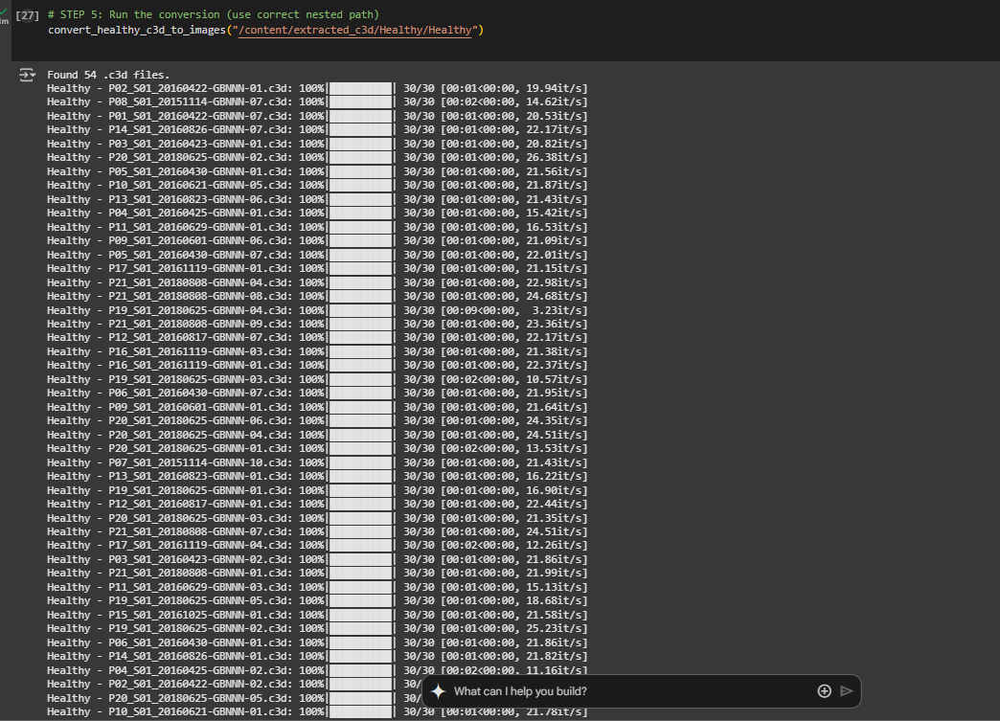 [27] # STEP 5: Run the conversion (use correct nested path)
convert_healthy_c3d_to_images("/content/extracted_c3d/Healthy/Healthy")
Found 54 .c3d files.
Healthy - P02_S01_20160422-GBNNN-01.c3d: 100%|██████████| 30/30 [00:01<00:00, 19.94it/s]
Healthy - P08_S01_20151114-GBNNN-07.c3d: 100%|██████████| 30/30 [00:02<00:00, 14.62it/s]
Healthy - P01_S01_20160422-GBNNN-07.c3d: 100%|██████████| 30/30 [00:01<00:00, 20.53it/s]
Healthy - P14_S01_20160826-GBNNN-07.c3d: 100%|██████████| 30/30 [00:01<00:00, 22.17it/s]
Healthy - P03_S01_20160423-GBNNN-01.c3d: 100%|██████████| 30/30 [00:01<00:00, 20.82it/s]
Healthy - P20_S01_20180625-GBNNN-02.c3d: 100%|██████████| 30/30 [00:01<00:00, 26.38it/s]
Healthy - P05_S01_20160430-GBNNN-01.c3d: 100%|██████████| 30/30 [00:01<00:00, 21.56it/s]
Healthy - P10_S01_20160621-GBNNN-05.c3d: 100%|██████████| 30/30 [00:01<00:00, 21.87it/s]
Healthy - P13_S01_20160823-GBNNN-06.c3d: 100%|██████████| 30/30 [00:01<00:00, 21.43it/s]
Healthy - P04_S01_20160425-GBNNN-01.c3d: 100%|██████████| 30/30 [00:01<00:00, 15.42it/s]
Healthy - P11_S01_20160629-GBNNN-01.c3d: 100%|██████████| 30/30 [00:01<00:00, 16.53it/s]
Healthy - P09_S01_20160601-GBNNN-06.c3d: 100%|██████████| 30/30 [00:01<00:00, 21.09it/s]
Healthy - P05_S01_20160430-GBNNN-07.c3d: 100%|██████████| 30/30 [00:01<00:00, 22.01it/s]
Healthy - P17_S01_20161119-GBNNN-01.c3d: 100%|██████████| 30/30 [00:01<00:00, 21.15it/s]
Healthy - P21_S01_20180808-GBNNN-04.c3d: 100%|██████████| 30/30 [00:01<00:00, 22.98it/s]
Healthy - P21_S01_20180808-GBNNN-08.c3d: 100%|██████████| 30/30 [00:01<00:00, 24.68it/s]
Healthy - P19_S01_20180625-GBNNN-04.c3d: 100%|██████████| 30/30 [00:09<00:00, 3.23it/s]
Healthy - P21_S01_20180808-GBNNN-09.c3d: 100%|██████████| 30/30 [00:01<00:00, 23.36it/s]
Healthy - P12_S01_20160817-GBNNN-07.c3d: 100%|██████████| 30/30 [00:01<00:00, 22.17it/s]
Healthy - P16_S01_20161119-GBNNN-03.c3d: 100%|██████████| 30/30 [00:01<00:00, 21.38it/s]
Healthy - P16_S01_20161119-GBNNN-01.c3d: 100%|██████████| 30/30 [00:01<00:00, 22.37it/s]
Healthy - P19_S01_20180625-GBNNN-03.c3d: 100%|██████████| 30/30 [00:02<00:00, 10.57it/s]
Healthy - P06_S01_20160430-GBNNN-07.c3d: 100%|██████████| 30/30 [00:01<00:00, 21.95it/s]
Healthy - P09_S01_20160601-GBNNN-01.c3d: 100%|██████████| 30/30 [00:01<00:00, 21.64it/s]
Healthy - P20_S01_20180625-GBNNN-06.c3d: 100%|██████████| 30/30 [00:01<00:00, 24.35it/s]
Healthy - P20_S01_20180625-GBNNN-04.c3d: 100%|██████████| 30/30 [00:01<00:00, 24.51it/s]
Healthy - P20_S01_20180625-GBNNN-01.c3d: 100%|██████████| 30/30 [00:02<00:00, 13.53it/s]
Healthy - P07_S01_20151114-GBNNN-10.c3d: 100%|██████████| 30/30 [00:01<00:00, 21.43it/s]
Healthy - P13_S01_20160823-GBNNN-01.c3d: 100%|██████████| 30/30 [00:01<00:00, 16.22it/s]
Healthy - P19_S01_20180625-GBNNN-01.c3d: 100%|██████████| 30/30 [00:01<00:00, 16.90it/s]
Healthy - P12_S01_20160817-GBNNN-01.c3d: 100%|██████████| 30/30 [00:01<00:00, 22.44it/s]
Healthy - P20_S01_20180625-GBNNN-03.c3d: 100%|██████████| 30/30 [00:01<00:00, 21.35it/s]
Healthy - P21_S01_20180808-GBNNN-07.c3d: 100%|██████████| 30/30 [00:01<00:00, 24.51it/s]
Healthy - P17_S01_20161119-GBNNN-04.c3d: 100%|██████████| 30/30 [00:02<00:00, 12.26it/s]
Healthy - P03_S01_20160423-GBNNN-02.c3d: 100%|██████████| 30/30 [00:01<00:00, 21.86it/s]
Healthy - P21_S01_20180808-GBNNN-01.c3d: 100%|██████████| 30/30 [00:01<00:00, 21.99it/s]
Healthy - P11_S01_20160629-GBNNN-03.c3d: 100%|██████████| 30/30 [00:01<00:00, 15.13it/s]
Healthy - P19_S01_20180625-GBNNN-05.c3d: 100%|██████████| 30/30 [00:01<00:00, 18.68it/s]
Healthy - P15_S01_20161025-GBNNN-01.c3d: 100%|██████████| 30/30 [00:01<00:00, 21.58it/s]
Healthy - P19_S01_20180625-GBNNN-02.c3d: 100%|██████████| 30/30 [00:01<00:00, 25.23it/s]
Healthy - P06_S01_20160430-GBNNN-01.c3d: 100%|██████████| 30/30 [00:01<00:00, 21.86it/s]
Healthy - P14_S01_20160826-GBNNN-01.c3d: 100%|██████████| 30/30 [00:01<00:00, 21.82it/s]
Healthy - P04_S01_20160425-GBNNN-02.c3d: 100%|██████████| 30/30 [00:02<00:00, 11.16it/s]
Healthy - P02_S01_20160422-GBNNN-02.c3d: 100%|██████████| 30/
What can I help you build?
Healthy - P20_S01_20180625-GBNNN-05.c3d: 100%|██████████| 30/
Healthy - P10_S01_20160621-GBNNN-01.c3d: 100%|██████████| 30/30 [00:01<00:00, 21.78it/s]